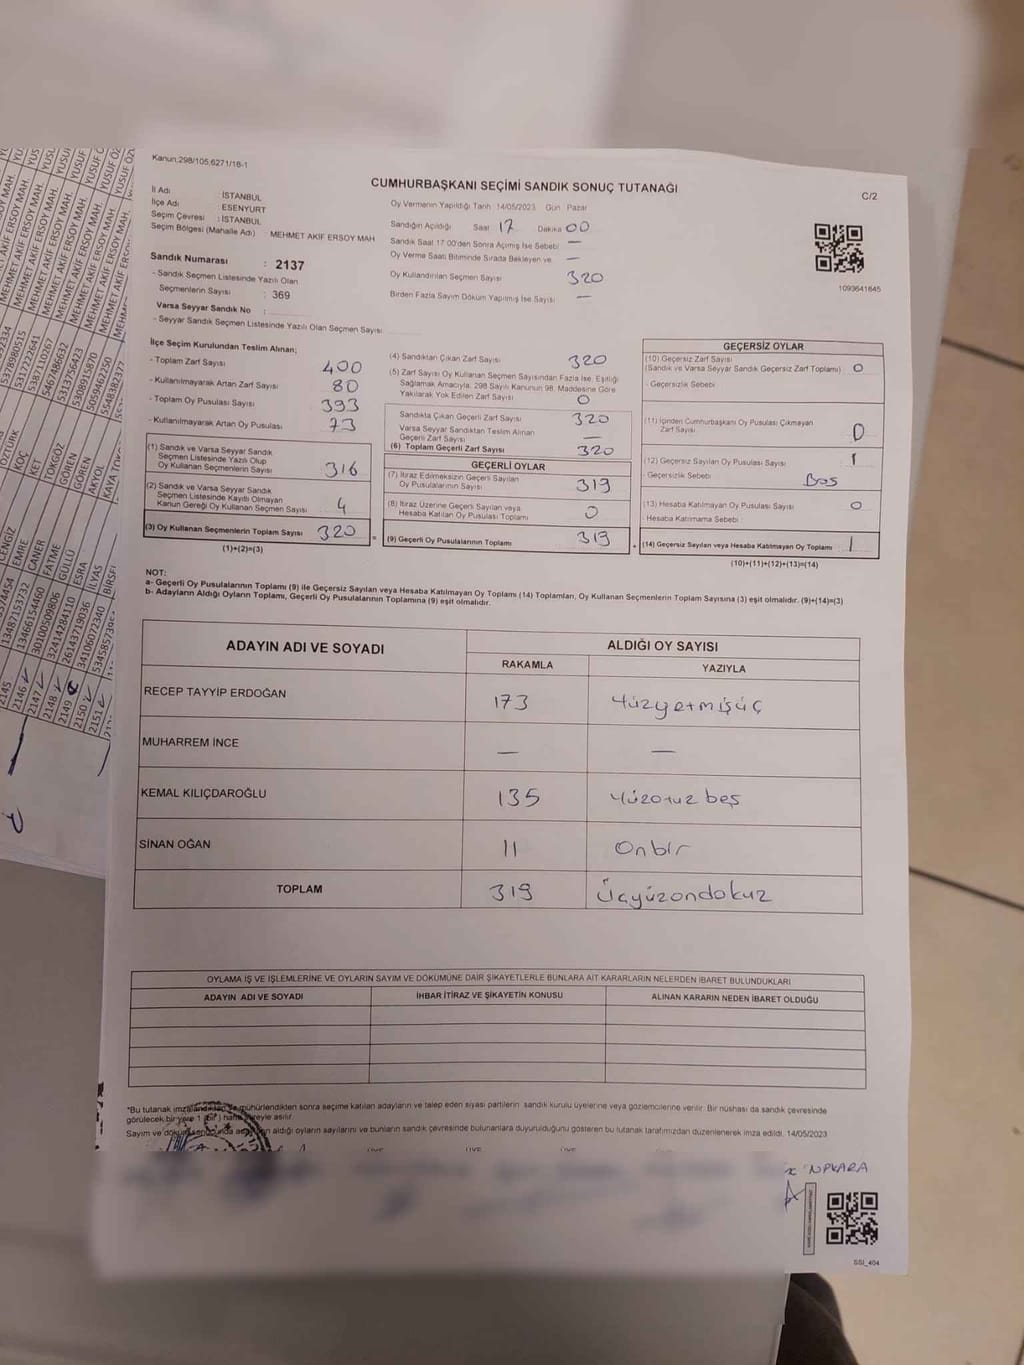 Kanun;298/105,6271/18-1
CUMHURBAŞKANI SEÇİMİ SANDIK SONUÇ TUTANAĞI
C/2
İl Adı : İSTANBUL
İlçe Adı : ESENYURT
Seçim Çevresi : İSTANBUL
Seçim Bölgesi (Mahalle Adı) : MEHMET AKİF ERSOY MAH
Sandık Numarası : 2137
- Sandık Seçmen Listesinde Yazılı Olan
Seçmenlerin Sayısı : 369
Varsa Seyyar Sandık No :
- Seyyar Sandık Seçmen Listesinde Yazılı Olan Seçmen Sayısı
Oy Vermenin Yapıldığı Tarih 14/05/2023 Gün Pazar
Sandığın Açıldığı Saat 17 Dakika 00
Sandık Saat 17:00'den Sonra Açımış İse Sebebi —
Oy Verme Saati Bitiminde Sırada Bekleyen ve —
Oy Kullandırılan Seçmen Sayısı 320
Birden Fazla Sayım Döküm Yapılmış İse Sayısı —
1093641645
İlçe Seçim Kurulundan Teslim Alınan;
- Toplam Zarf Sayısı 400
- Kullanılmayarak Artan Zarf Sayısı 80
- Toplam Oy Pusulası Sayısı 393
- Kullanılmayarak Artan Oy Pusulası 73
(1) Sandık ve Varsa Seyyar Sandık
Seçmen Listesinde Yazılı Olup
Oy Kullanan Seçmenlerin Sayısı 316
(2) Sandık ve Varsa Seyyar Sandık
Seçmen Listesinde Kayıtlı Olmayan
Kanun Gereği Oy Kullanan Seçmen Sayısı 4
(3) Oy Kullanan Seçmenlerin Toplam Sayısı 320
(1)+(2)=(3)
(4) Sandıktan Çıkan Zarf Sayısı 320
(5) Zarf Sayısı Oy Kullanan Seçmen Sayısından Fazla İse, Eşitliği
Sağlamak Amacıyla, 298 Sayılı Kanunun 98. Maddesine Göre
Yakılarak Yok Edilen Zarf Sayısı 0
Sandıkta Çıkan Geçerli Zarf Sayısı 320
Varsa Seyyar Sandıktan Teslim Alınan
Geçerli Zarf Sayısı —
(6) Toplam Geçerli Zarf Sayısı 320
GEÇERLİ OYLAR
(7) İtiraz Edilmeksizin Geçerli Sayılan
Oy Pusulalarının Sayısı 319
(8) İtiraz Üzerine Geçerli Sayılan veya
Hesaba Katılan Oy Pusulası Toplamı 0
(9) Geçerli Oy Pusulalarının Toplamı 319
GEÇERSİZ OYLAR
(10) Geçersiz Zarf Sayısı
(Sandık ve Varsa Seyyar Sandık Geçersiz Zarf Toplamı) 0
- Geçersizlik Sebebi
(11) İçinden Cumhurbaşkanı Oy Pusulası Çıkmayan
Zarf Sayısı 0
(12) Geçersiz Sayılan Oy Pusulası Sayısı 1
- Geçersizlik Sebebi Boş
(13) Hesaba Katılmayan Oy Pusulası Sayısı 0
- Hesaba Katılmama Sebebi
(14) Geçersiz Sayılan veya Hesaba Katılmayan Oy Toplamı 1
(10)+(11)+(12)+(13)=(14)
NOT:
a- Geçerli Oy Pusulalarının Toplamı (9) ile Geçersiz Sayılan veya Hesaba Katılmayan Oy Toplamı (14) Toplamları, Oy Kullanan Seçmenlerin Toplam Sayısına (3) eşit olmalıdır. (9)+(14)=(3)
b- Adayların Aldığı Oyların Toplamı, Geçerli Oy Pusulalarının Toplamına (9) eşit olmalıdır.
ADAYIN ADI VE SOYADI ALDIĞI OY SAYISI
RAKAMLA YAZIYLA
RECEP TAYYİP ERDOĞAN 173 Yüzyetmişüç
MUHARREM İNCE — —
KEMAL KILIÇDAROĞLU 135 Yüzotuz beş
SİNAN OĞAN 11 Onbir
TOPLAM 319 Üçyüzondokuz
OYLAMA İŞ VE İŞLEMLERİNE VE OYLARIN SAYIM VE DÖKÜMÜNE DAİR ŞİKAYETLERLE BUNLARA AİT KARARLARIN NELERDEN İBARET BULUNDUKLARI
ADAYIN ADI VE SOYADI İHBAR İTİRAZ VE ŞİKAYETİN KONUSU ALINAN KARARIN NEDEN İBARET OLDUĞU
*Bu tutanak mühürlendikten sonra seçime katılan adayların ve talep eden siyasi partilerin sandık kurulu üyelerine veya gözlemcilerine verilir. Bir nüshası da sandık çevresinde
görülecek bir yere 1 (bir) hafta süreyle asılır.
Sayım ve döküm aldığı oyların sayılarını ve bunların sandık çevresinde bulunanlara duyurulduğunu gösteren bu tutanak tarafımızdan düzenlenerek imza edildi. 14/05/2023
SSI_404